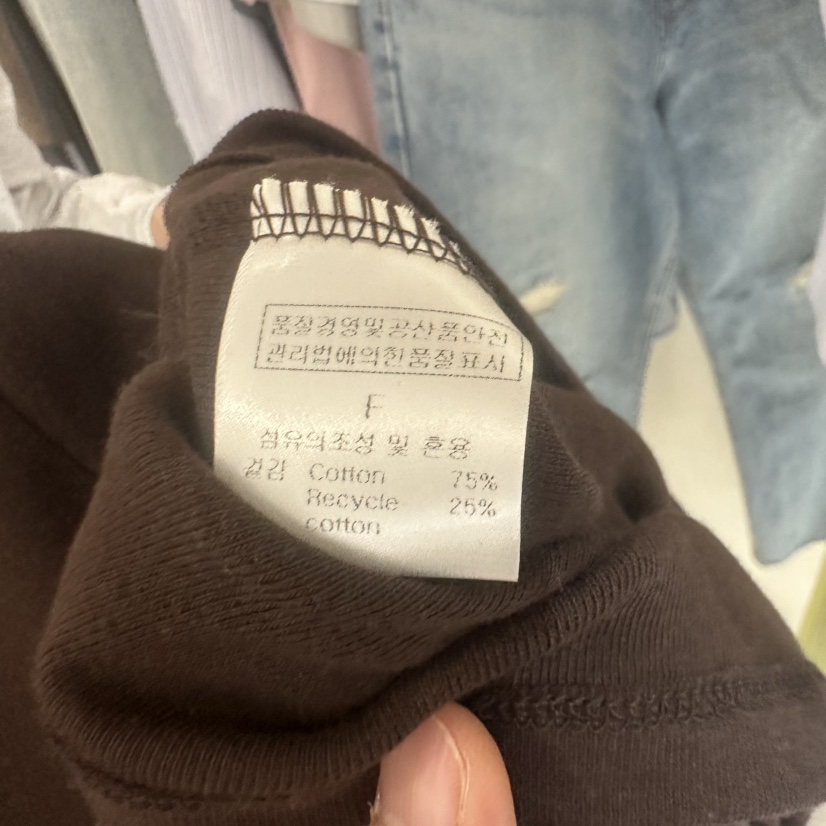 품질경영및공산품안전
관리법에의한품질표시
F
섬유의조성 및 혼용
겉감 Cotton 75%
Recycle 25%
cotton